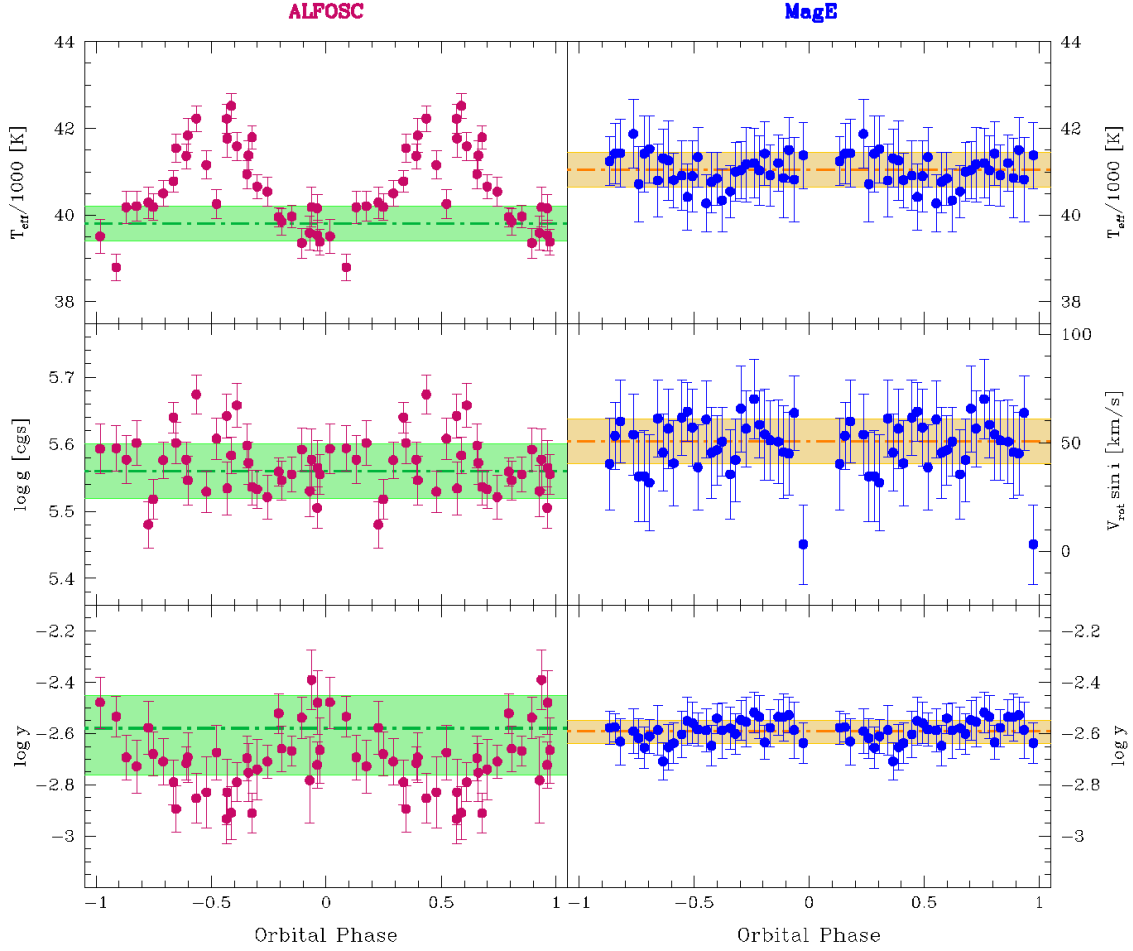 ALFOSC MagE
44 44
42 42
40 40
38 38
T_eff/1000 [K] T_eff/1000 [K]
5.7 100
5.6 50
5.5 0
5.4
log g [cgs] V_rot sin i [km/s]
−2.2 −2.2
−2.4 −2.4
−2.6 −2.6
−2.8 −2.8
−3 −3
log y log y
−1 −0.5 0 0.5 1 −1 −0.5 0 0.5 1
Orbital Phase Orbital Phase